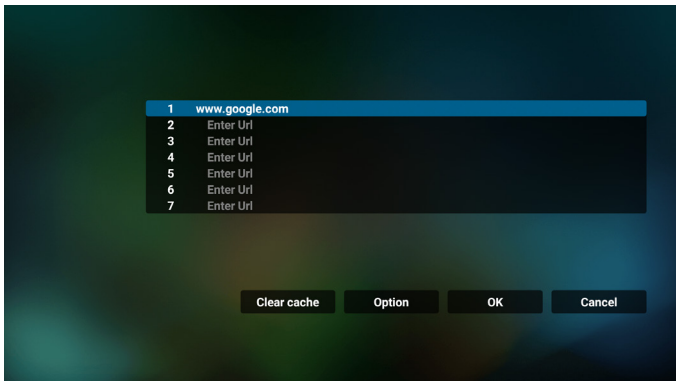 1 www.google.com
2 Enter Url
3 Enter Url
4 Enter Url
5 Enter Url
6 Enter Url
7 Enter Url
Clear cache Option OK Cancel